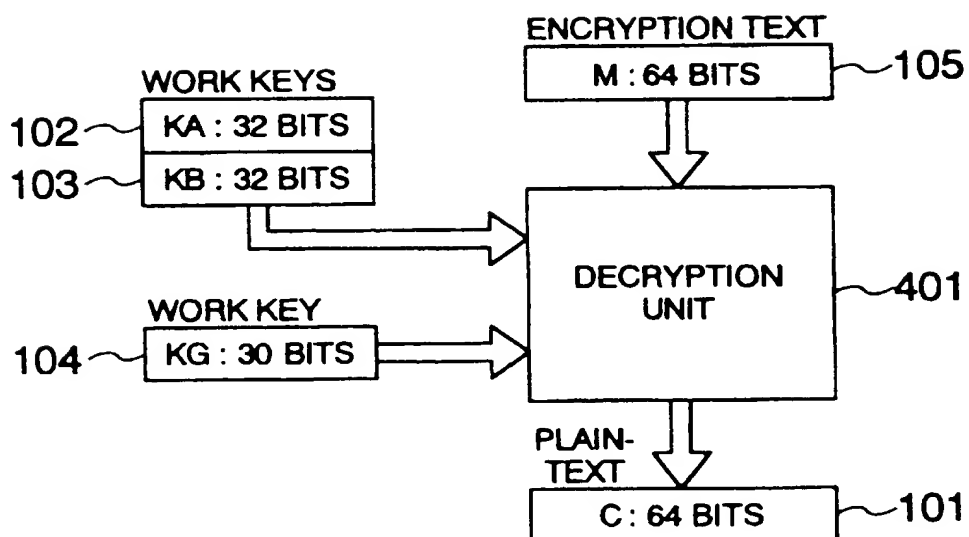 ENCRYPTION TEXT
M : 64 BITS
105
WORK KEYS
102
KA : 32 BITS
103
KB : 32 BITS
DECRYPTION
UNIT
401
WORK KEY
104
KG : 30 BITS
PLAIN-
TEXT
C : 64 BITS
101